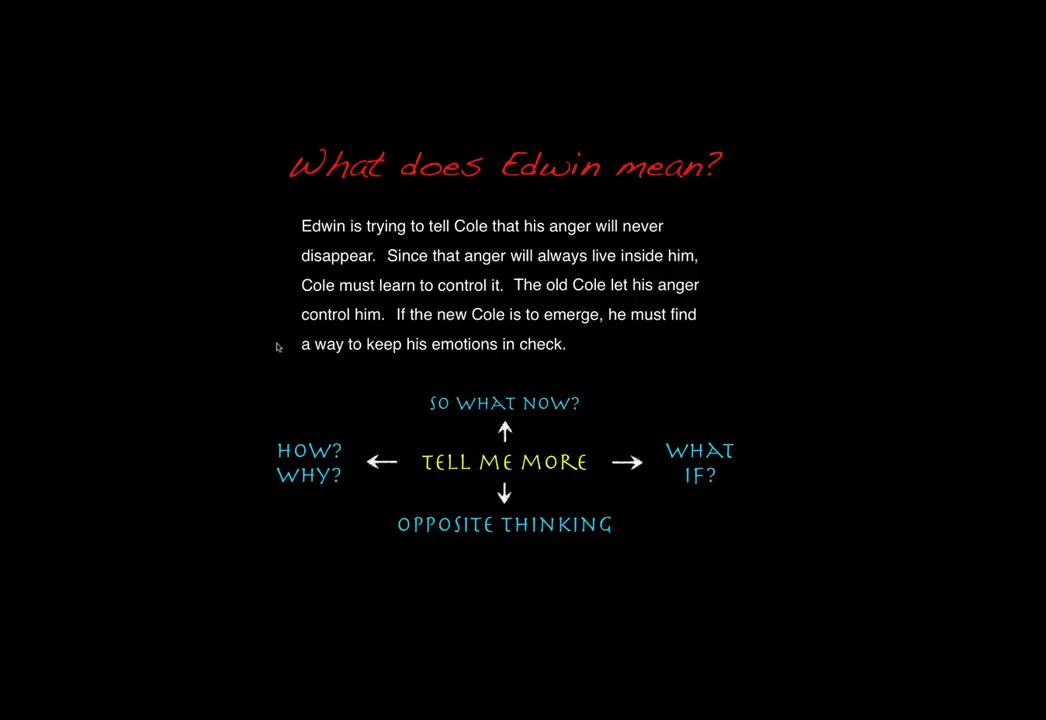 What does Edwin mean?
Edwin is trying to tell Cole that his anger will never
disappear. Since that anger will always live inside him,
Cole must learn to control it. The old Cole let his anger
control him. If the new Cole is to emerge, he must find
a way to keep his emotions in check.
SO WHAT NOW?
HOW?
WHY?
TELL ME MORE
WHAT
IF?
OPPOSITE THINKING